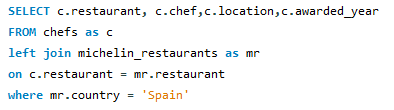 SELECT c.restaurant, c.chef,c.location,c.awarded_year
FROM chefs as c
left join michelin_restaurants as mr
on c.restaurant = mr.restaurant
where mr.country = 'Spain'